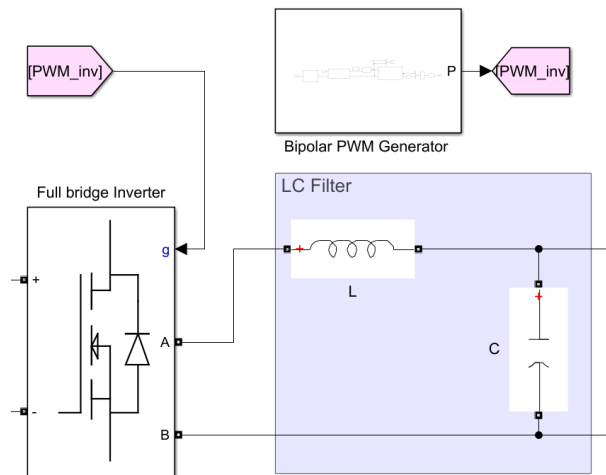 [PWM_inv]
P
[PWM_inv]
Bipolar PWM Generator
Full bridge Inverter
LC Filter
g
+
+
L
+
A
C
-
B